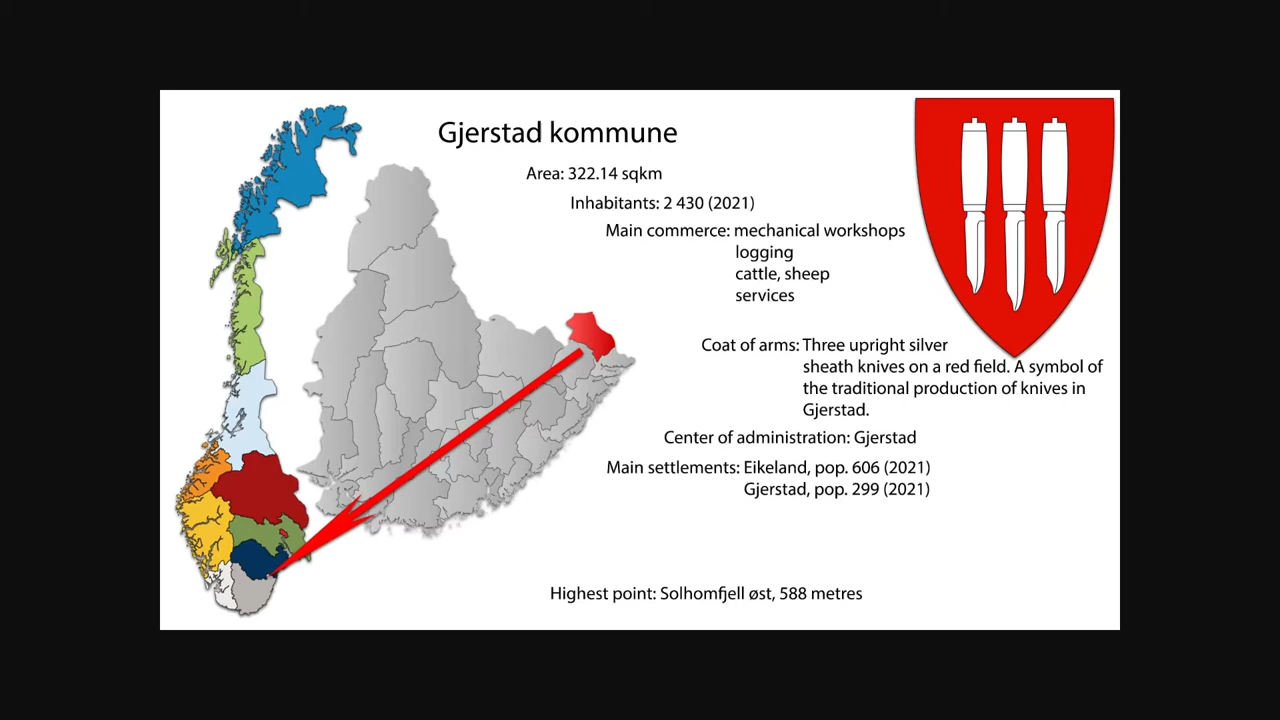 Gjerstad kommune
Area: 322.14 sqkm
Inhabitants: 2 430 (2021)
Main commerce: mechanical workshops
logging
cattle, sheep
services
Coat of arms: Three upright silver
sheath knives on a red field. A symbol of
the traditional production of knives in
Gjerstad.
Center of administration: Gjerstad
Main settlements: Eikeland, pop. 606 (2021)
Gjerstad, pop. 299 (2021)
Highest point: Solhomfjell øst, 588 metres